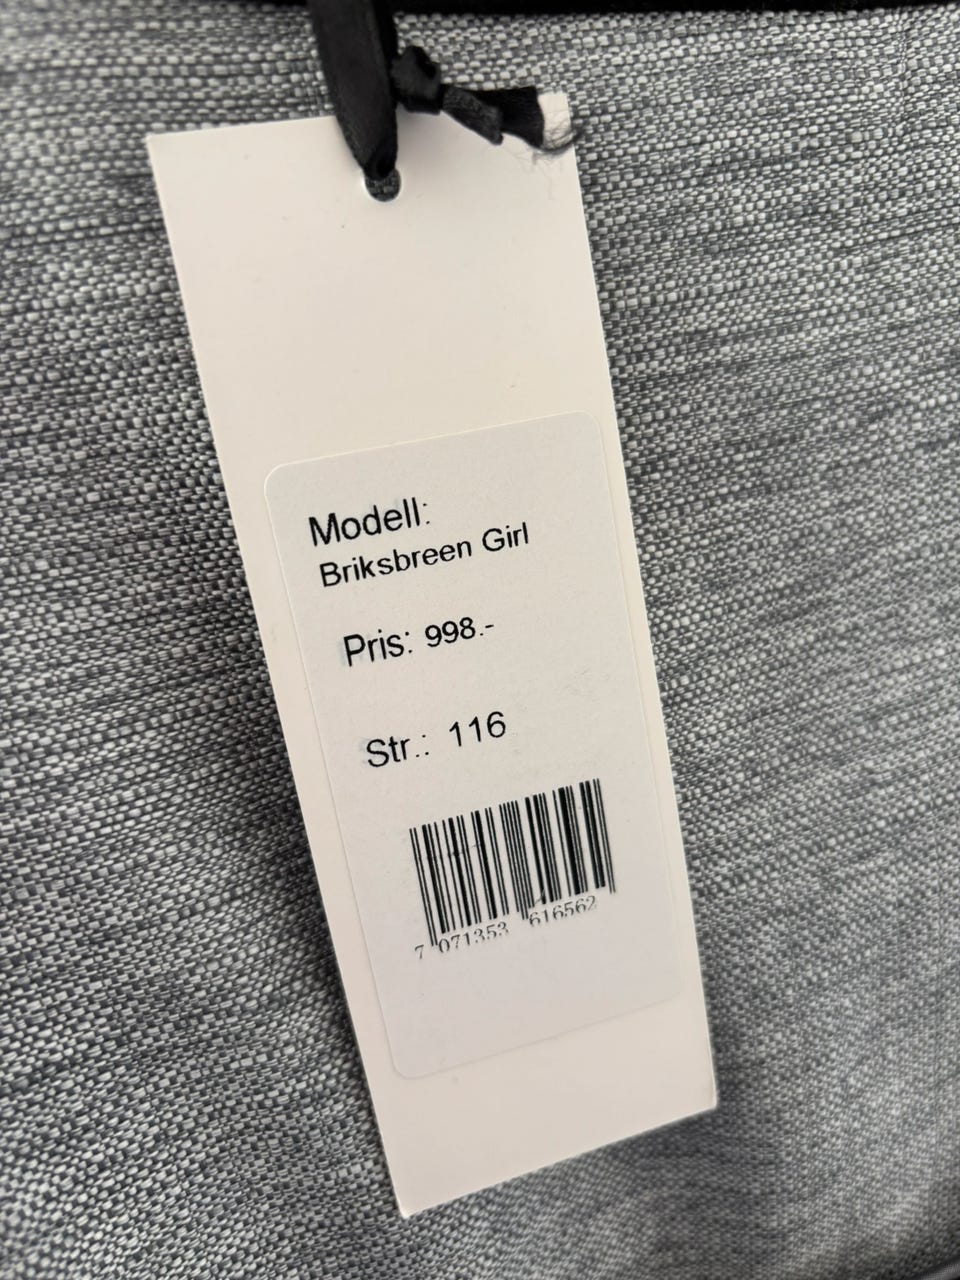 Modell:
Briksbreen Girl
Pris: 998.-
Str.: 116
7 071353 616562